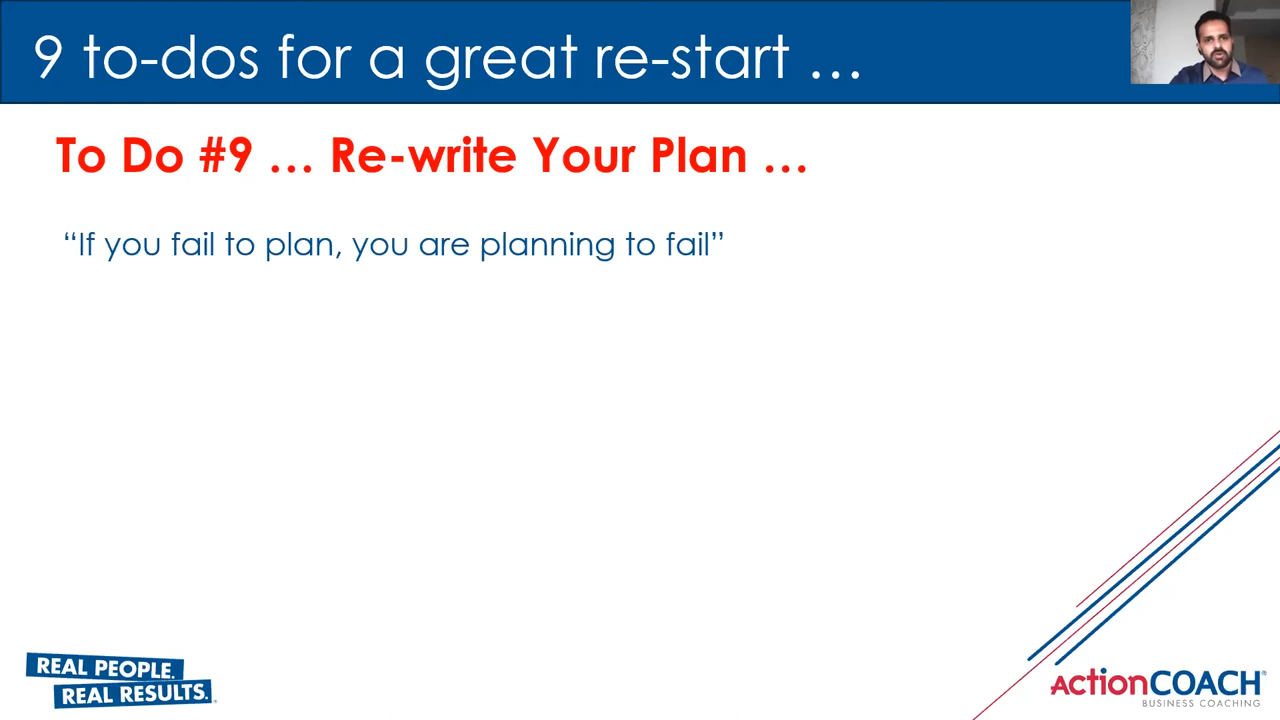 9 to-dos for a great re-start …
To Do #9 … Re-write Your Plan …
“If you fail to plan, you are planning to fail”
REAL PEOPLE.
REAL RESULTS.
ActionCOACH®
BUSINESS COACHING